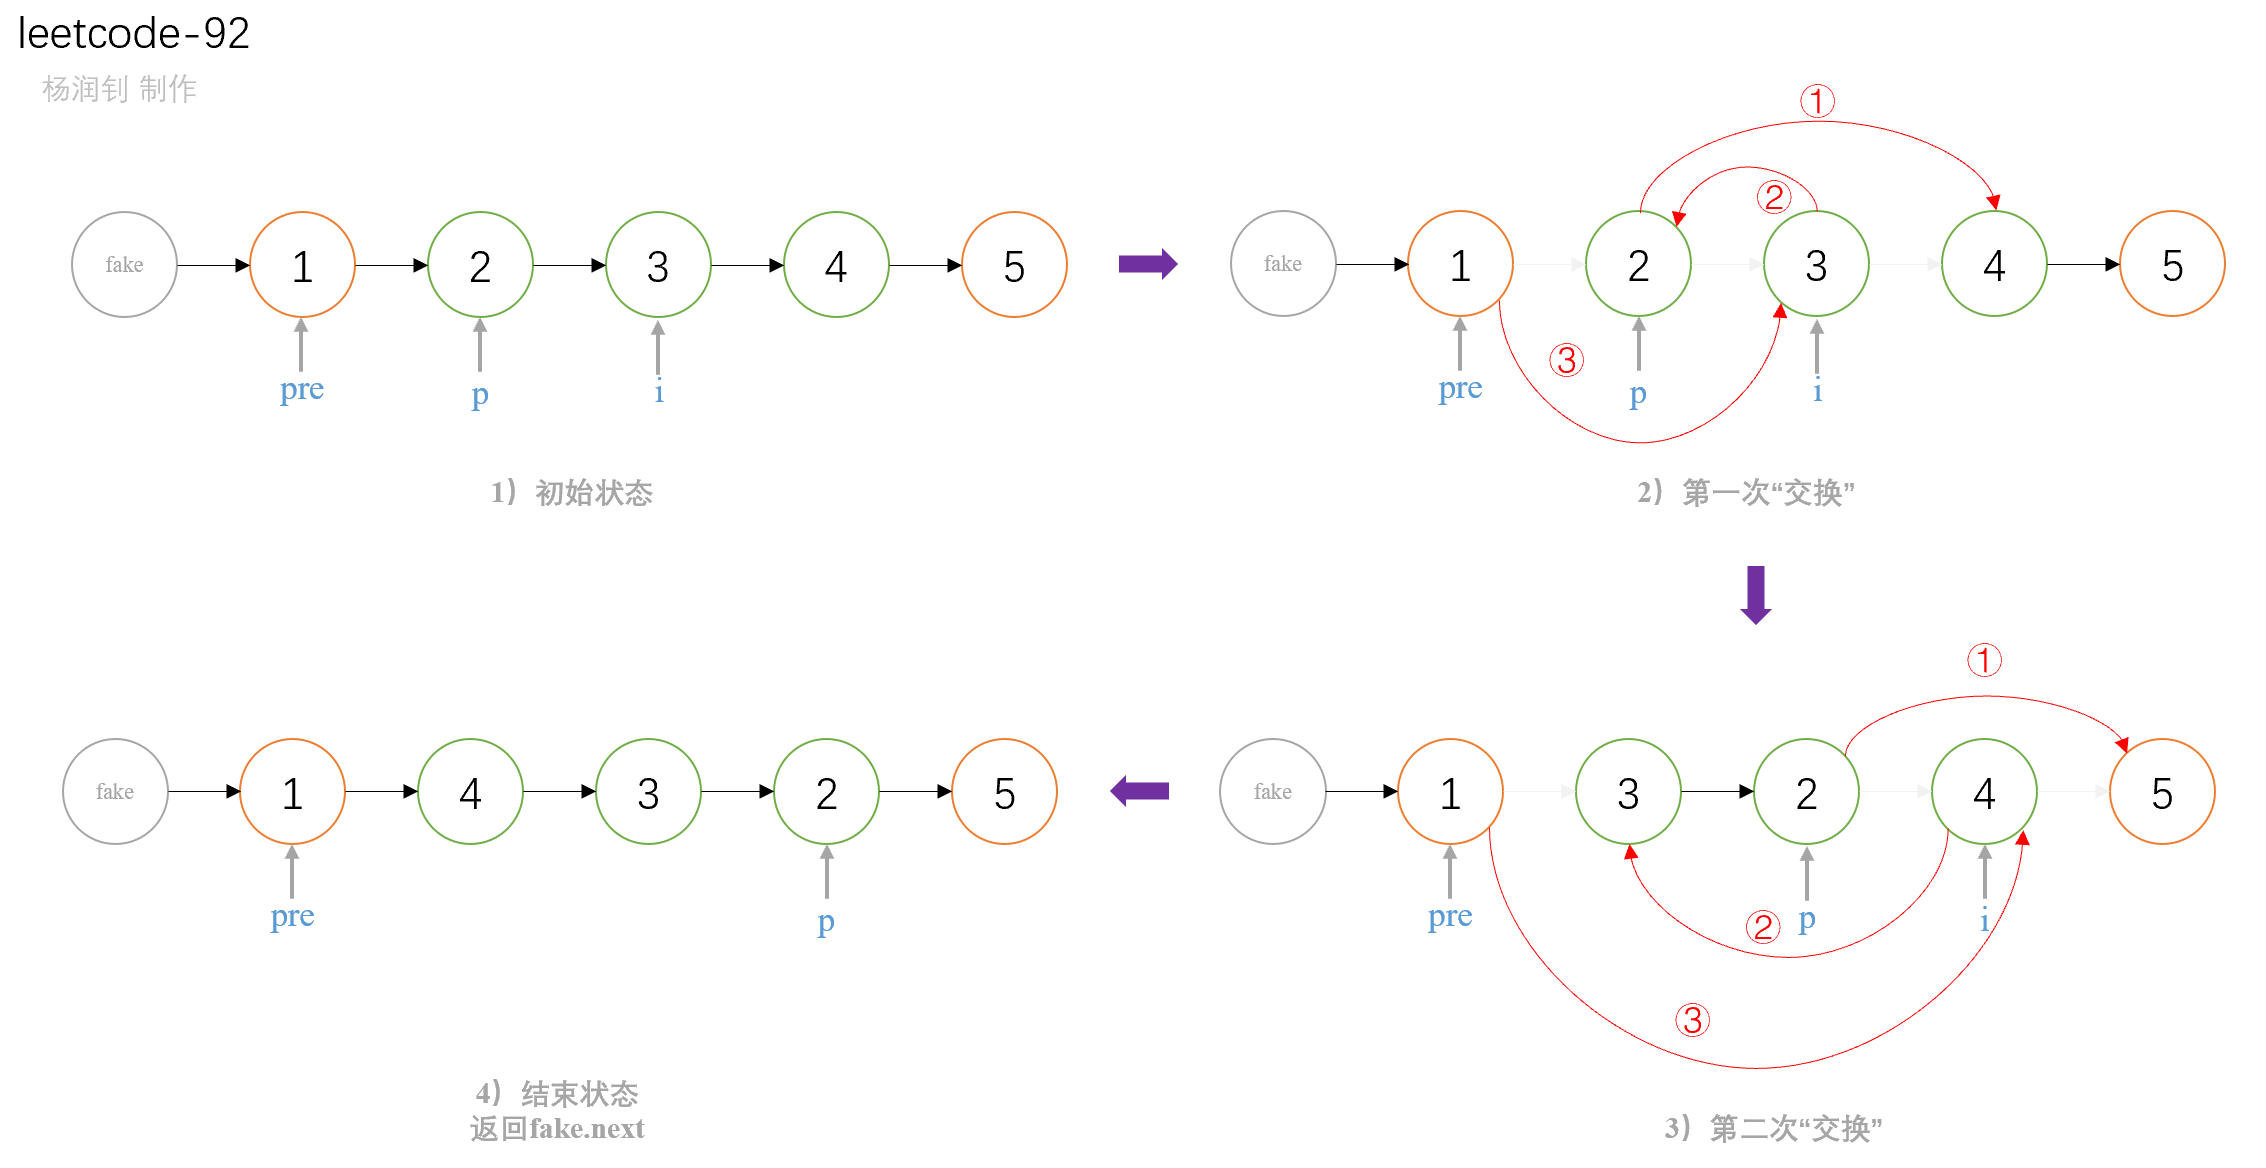 leetcode-92
杨润钊 制作
fake 1 2 3 4 5
pre p i
1）初始状态
①
②
fake 1 2 3 4 5
③
pre p i
2）第一次“交换”
①
fake 1 3 2 4 5
pre ② p i
③
3）第二次“交换”
fake 1 4 3 2 5
pre p
4）结束状态
返回fake.next